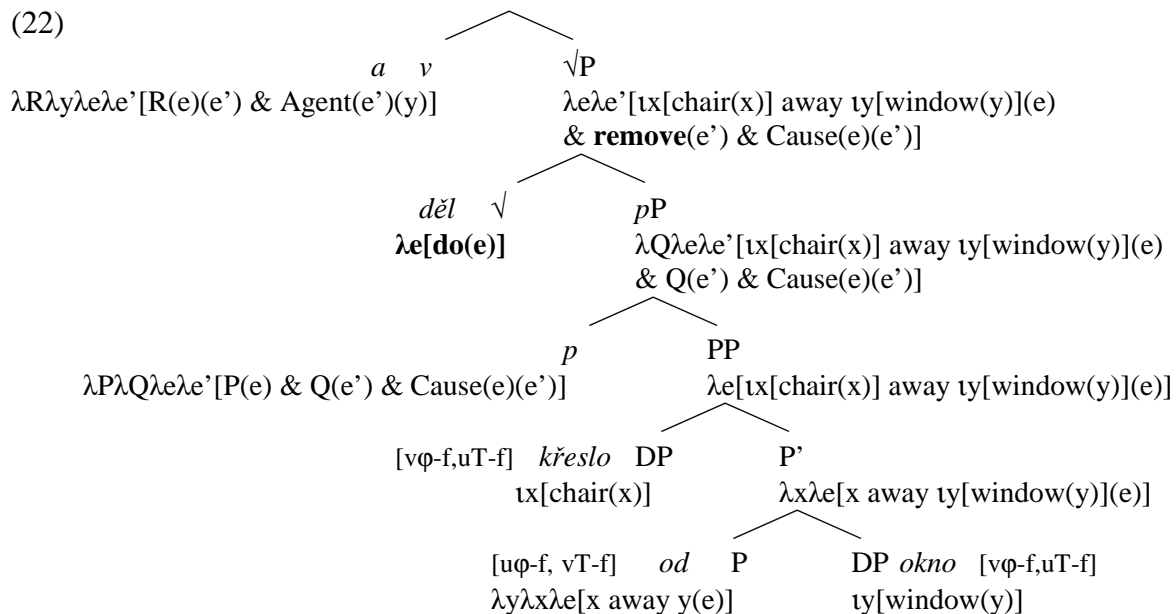 (22)
a v √P
λRλyλeλe’[R(e)(e’) & Agent(e’)(y)] λeλe’[ιx[chair(x)] away ιy[window(y)](e)
& remove(e’) & Cause(e)(e’)]
děl √ pP
λe[do(e)] λQλeλe’[ιx[chair(x)] away ιy[window(y)](e)
& Q(e’) & Cause(e)(e’)]
p PP
λPλQλeλe’[P(e) & Q(e’) & Cause(e)(e’)] λe[ιx[chair(x)] away ιy[window(y)](e)]
[vφ-f,uT-f] křeslo DP P’
ιx[chair(x)] λxλe[x away ιy[window(y)](e)]
[uφ-f, vT-f] od P DP okno [vφ-f,uT-f]
λyλxλe[x away y(e)] ιy[window(y)]